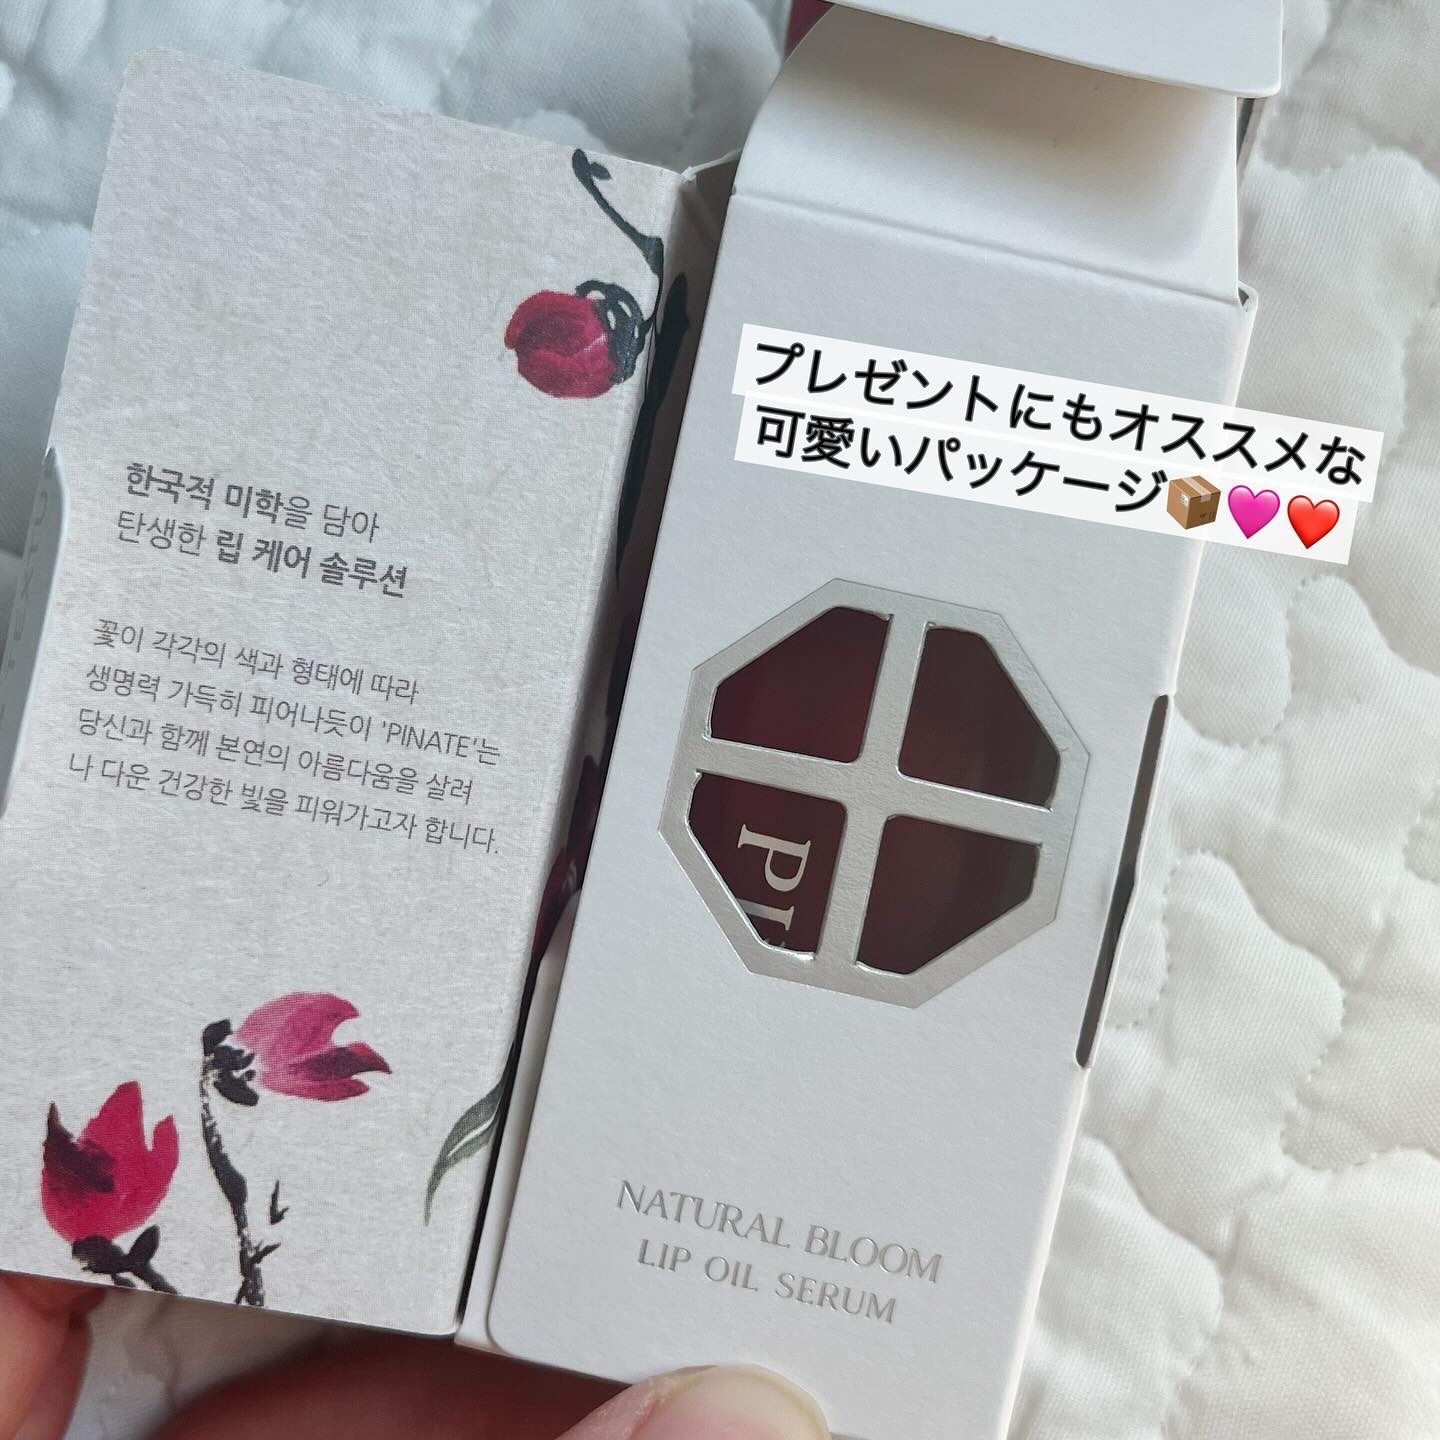 한국적 미학을 담아
탄생한 립 케어 솔루션
꽃이 각각의 색과 형태에 따라
생명력 가득히 피어나듯이 'PINATE'는
당신과 함께 본연의 아름다움을 살려
나 다운 건강한 빛을 피워가고자 합니다.
プレゼントにもオススメな
可愛いパッケージ📦💓❤️
PI
NATURAL BLOOM
LIP OIL SERUM